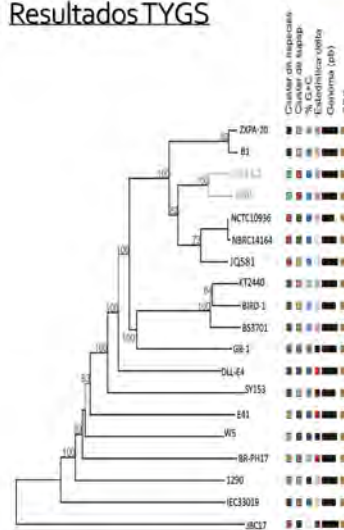 Resultados TYGS
Cluster de especies
Cluster de subsp.
% G+C
Estadística delta
Genoma (pb)
100
ZXPA-20
B1
100
NCTC10936
NBRC14164
JQ581
100
KT2440
64
BIRD-1
100
BS3701
100
GB-1
100
DLL-E4
100
SY153
E41
W5
BR-PH17
100
1290
IEC33019
JBC17